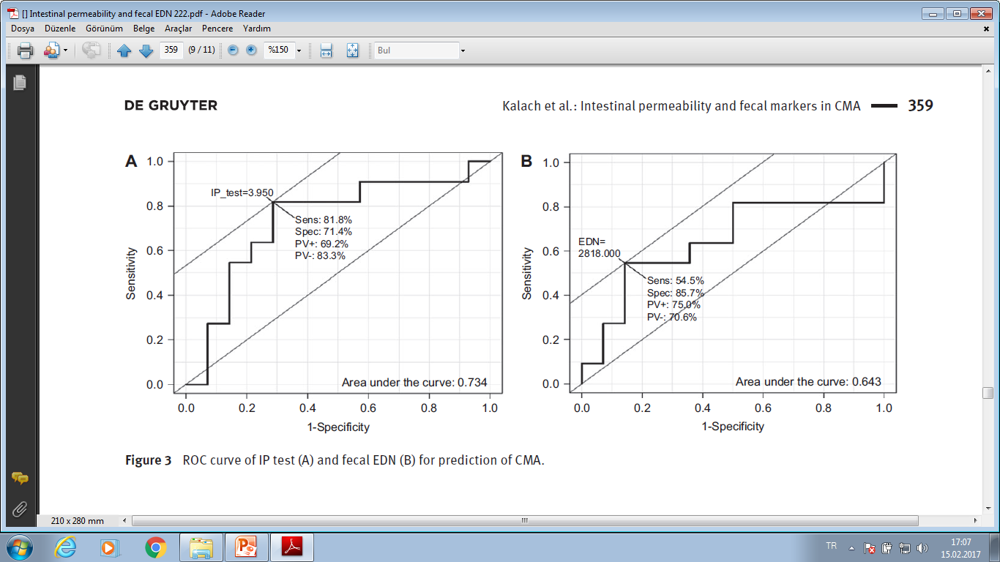 [] Intestinal permeability and fecal EDN 222.pdf - Adobe Reader
Dosya Düzenle Görünüm Belge Araçlar Pencere Yardım
359 (9 / 11) %150 Bul
DE GRUYTER
Kalach et al.: Intestinal permeability and fecal markers in CMA 359
A
1.0
0.8
0.6
0.4
0.2
0.0
Sensitivity
IP_test=3.950
Sens: 81.8%
Spec: 71.4%
PV+: 69.2%
PV-: 83.3%
Area under the curve: 0.734
0.0 0.2 0.4 0.6 0.8 1.0
1-Specificity
B
1.0
0.8
0.6
0.4
0.2
0.0
Sensitivity
EDN=
2818.000
Sens: 54.5%
Spec: 85.7%
PV+: 75.0%
PV-: 70.6%
Area under the curve: 0.643
0.0 0.2 0.4 0.6 0.8 1.0
1-Specificity
Figure 3 ROC curve of IP test (A) and fecal EDN (B) for prediction of CMA.
210 x 280 mm
TR
17:07
15.02.2017